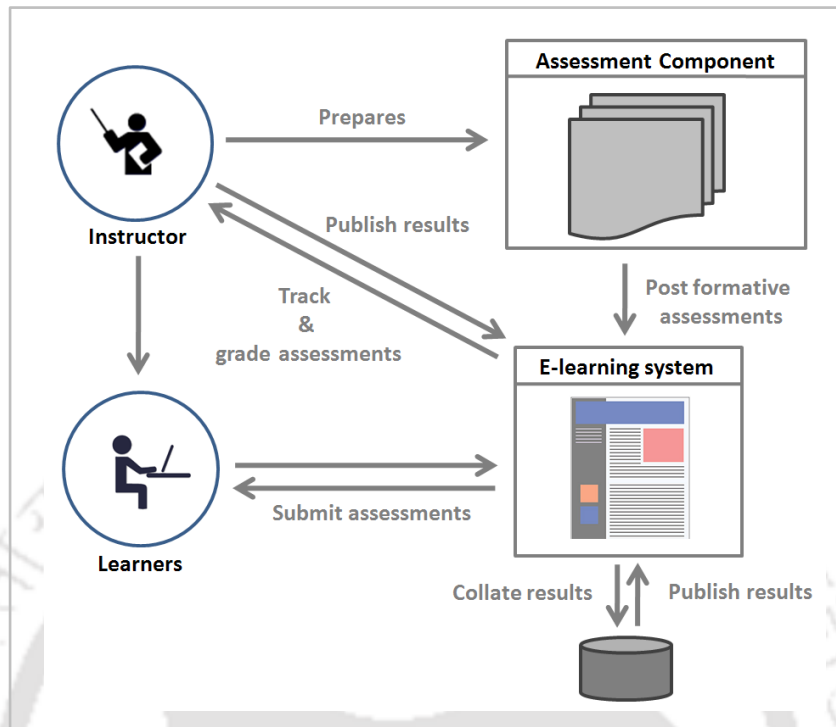 Assessment Component
Prepares
Instructor
Publish results
Track
&
grade assessments
Post formative
assessments
E-learning system
Submit assessments
Learners
Collate results
Publish results